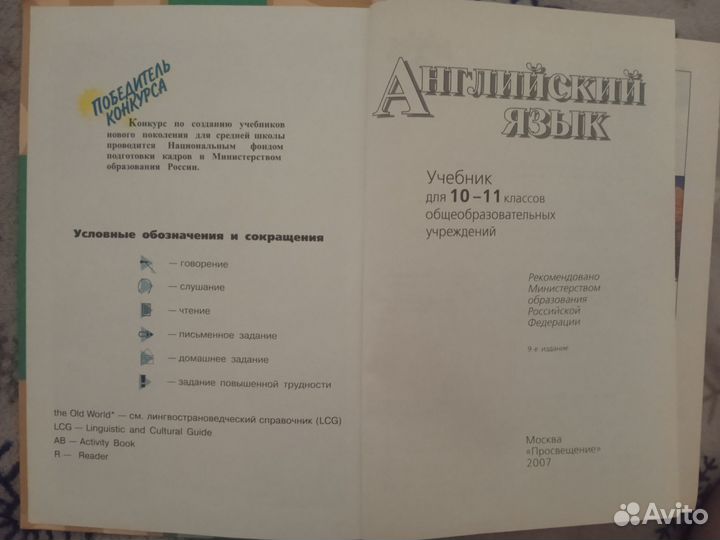 ПОБЕДИТЕЛЬ
КОНКУРСА
Конкурс по созданию учебников
нового поколения для средней школы
проводится Национальным фондом
подготовки кадров и Министерством
образования России.
Условные обозначения и сокращения
— говорение
— слушание
— чтение
— письменное задание
— домашнее задание
— задание повышенной трудности
the Old World* — см. лингвострановедческий справочник (LCG)
LCG — Linguistic and Cultural Guide
AB — Activity Book
R — Reader
АНГЛИЙСКИЙ
ЯЗЫК
Учебник
для 10–11 классов
общеобразовательных
учреждений
Рекомендовано
Министерством
образования
Российской
Федерации
9-е издание
Москва
«Просвещение»
2007
Avito